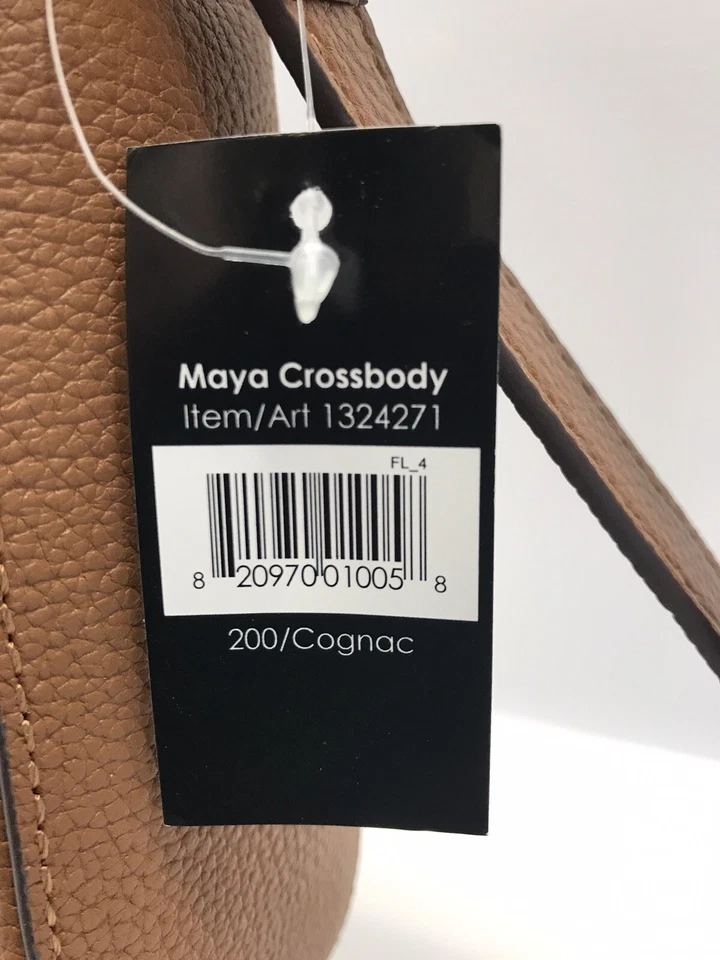 Maya Crossbody
Item/Art 1324271
FL_4
8 20970 01005 8
200/Cognac